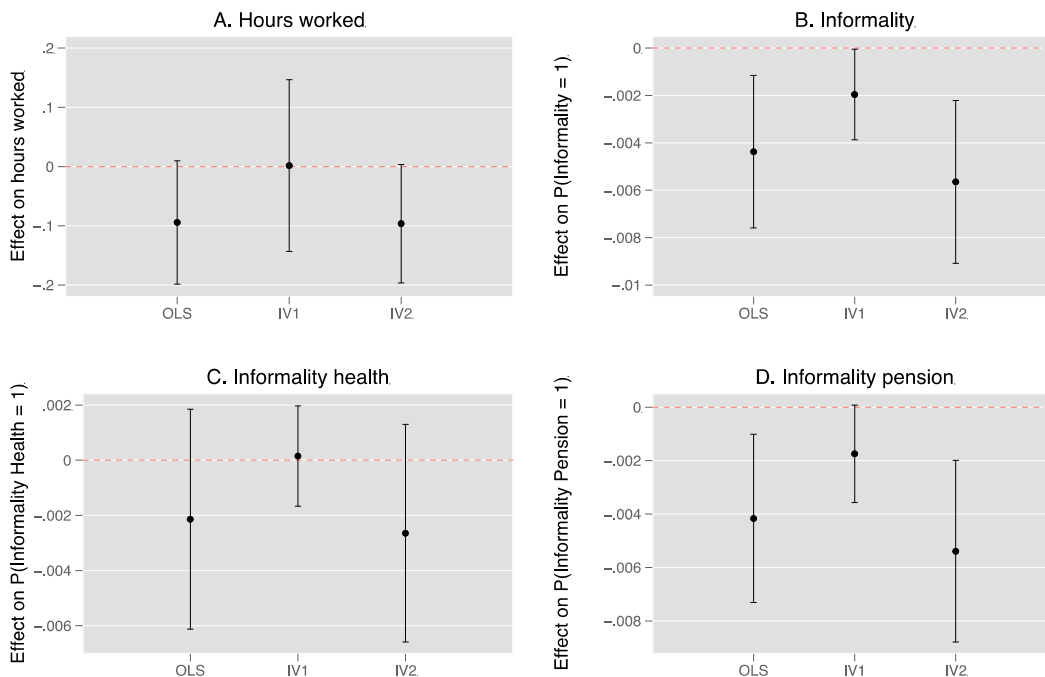 A. Hours worked
Effect on hours worked
.2
.1
0
-.1
-.2
OLS IV1 IV2
B. Informality
Effect on P(Informality = 1)
0
-.002
-.004
-.006
-.008
-.01
OLS IV1 IV2
C. Informality health
Effect on P(Informality Health = 1)
.002
0
-.002
-.004
-.006
OLS IV1 IV2
D. Informality pension
Effect on P(Informality Pension = 1)
0
-.002
-.004
-.006
-.008
OLS IV1 IV2